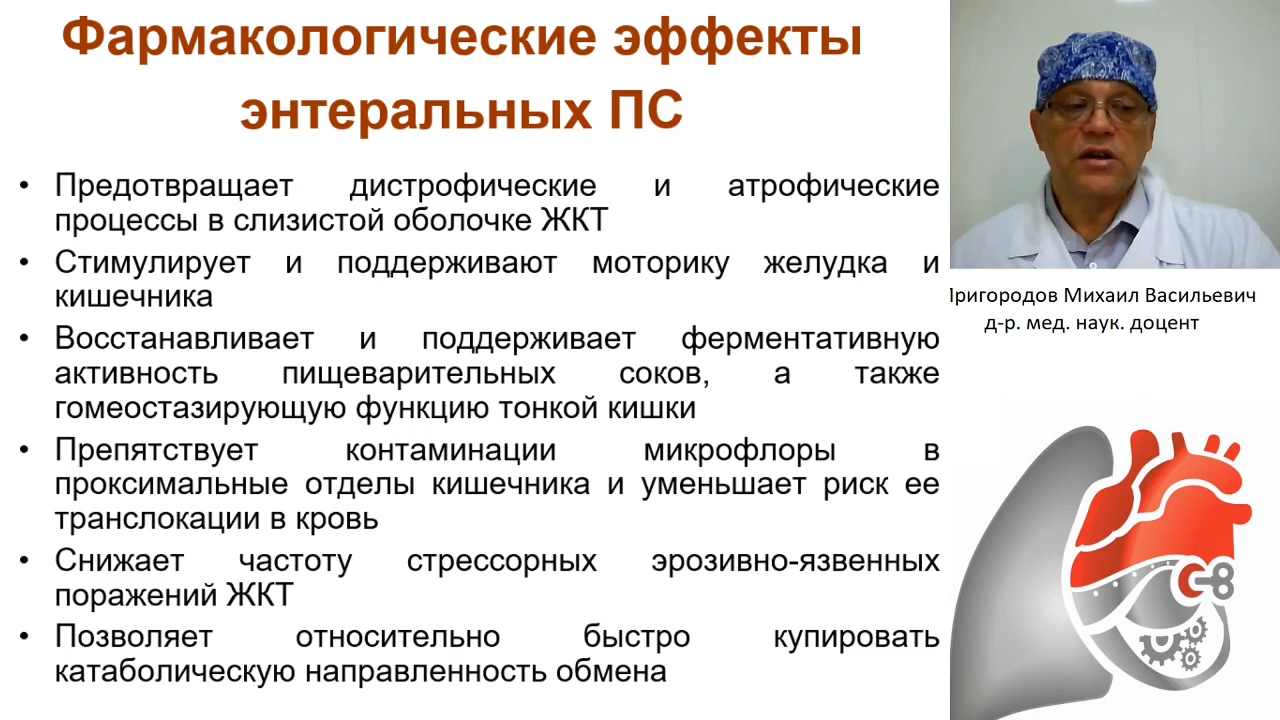 Фармакологические эффекты
энтеральных ПС
• Предотвращает дистрофические и атрофические
процессы в слизистой оболочке ЖКТ
• Стимулирует и поддерживают моторику желудка и
кишечника
• Восстанавливает и поддерживает ферментативную
активность пищеварительных соков, а также
гомеостазирующую функцию тонкой кишки
• Препятствует контаминации микрофлоры в
проксимальные отделы кишечника и уменьшает риск ее
транслокации в кровь
• Снижает частоту стрессорных эрозивно-язвенных
поражений ЖКТ
• Позволяет относительно быстро купировать
катаболическую направленность обмена
Пригородов Михаил Васильевич
д-р. мед. наук. доцент